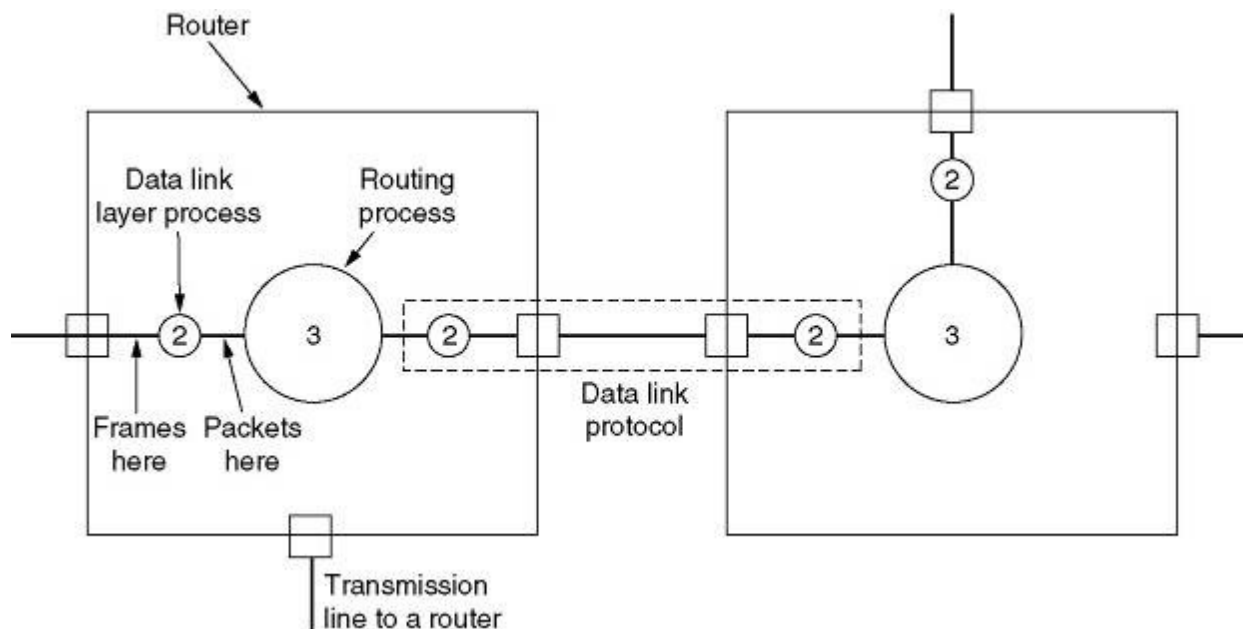 Router
Data link
layer process
Routing
process
2
3
2
2
3
2
Frames
here
Packets
here
Data link
protocol
Transmission
line to a router